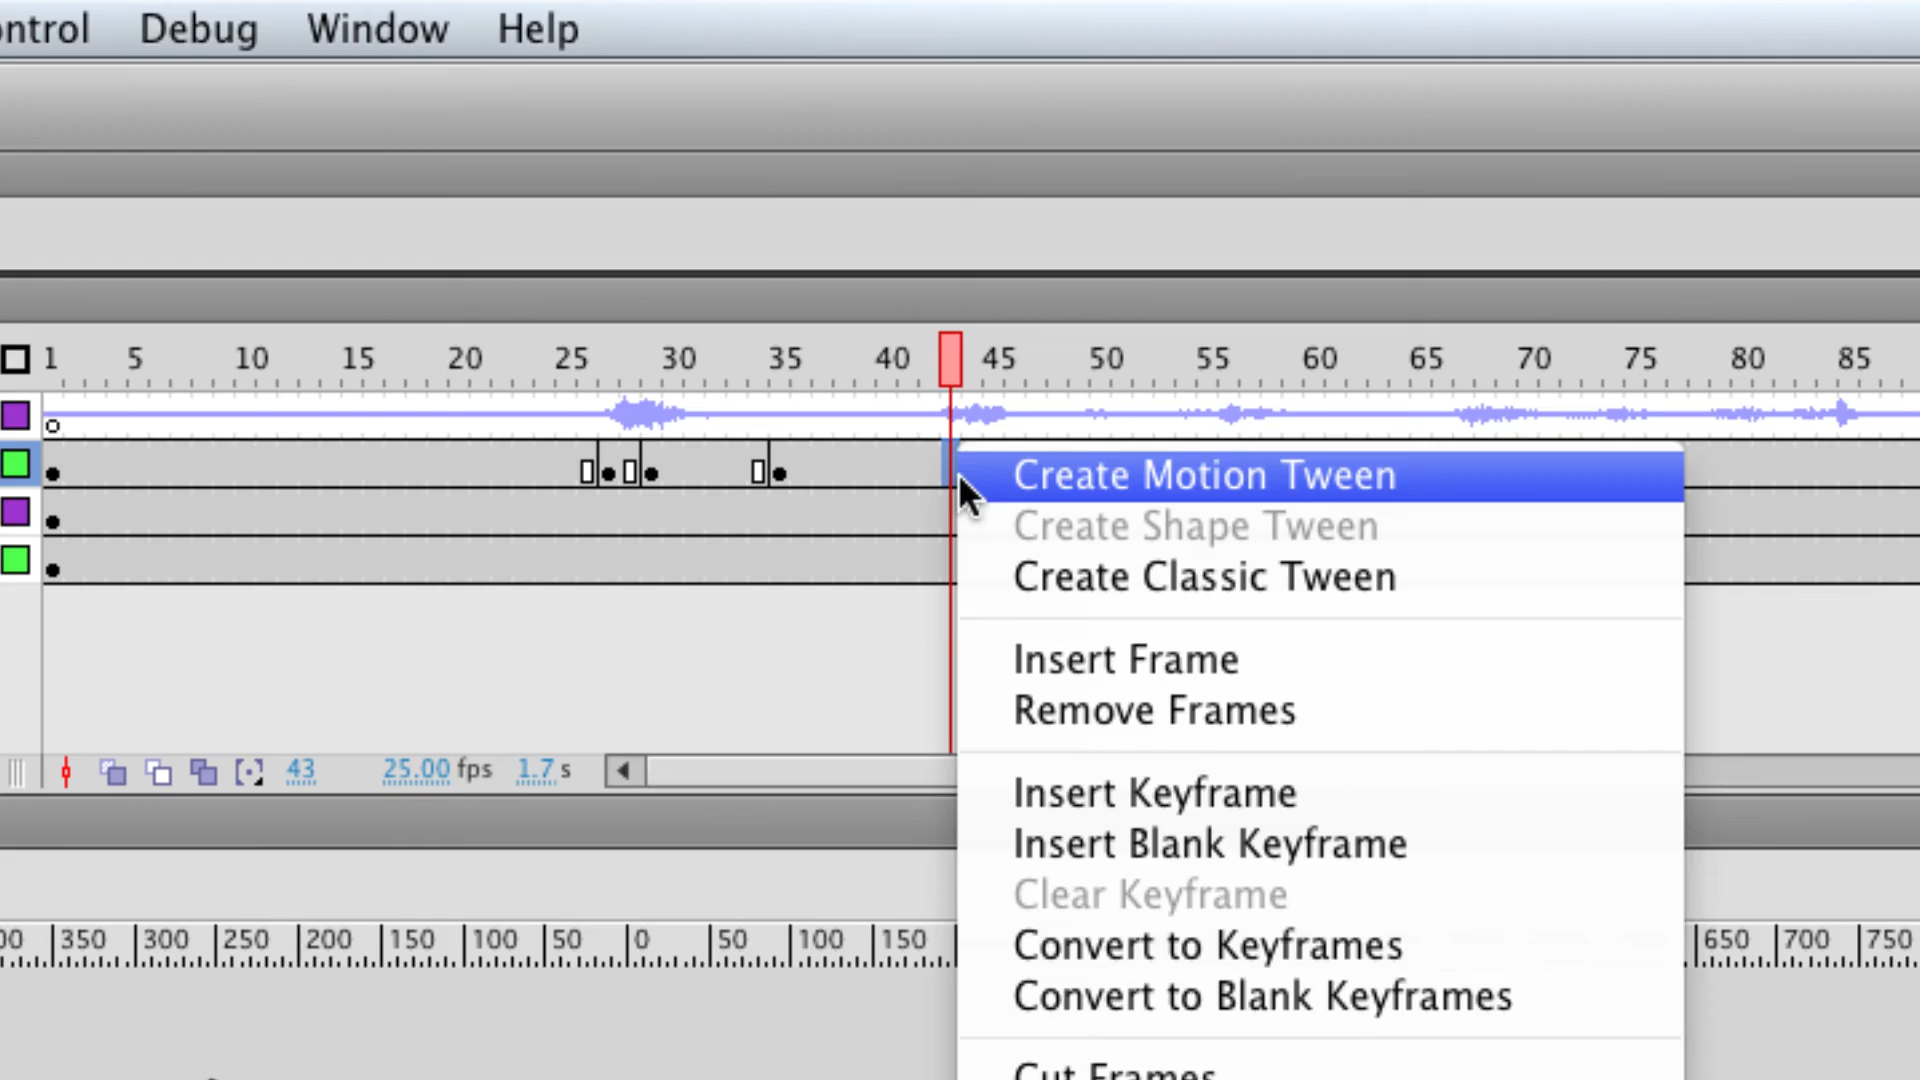 ontrol Debug Window Help
1 5 10 15 20 25 30 35 40 45 50 55 60 65 70 75 80 85
Create Motion Tween
Create Shape Tween
Create Classic Tween
Insert Frame
Remove Frames
43 25.00 fps 1.7 s
Insert Keyframe
Insert Blank Keyframe
Clear Keyframe
00 350 300 250 200 150 100 50 0 50 100 150 650 700 750
Convert to Keyframes
Convert to Blank Keyframes
Cut Frames